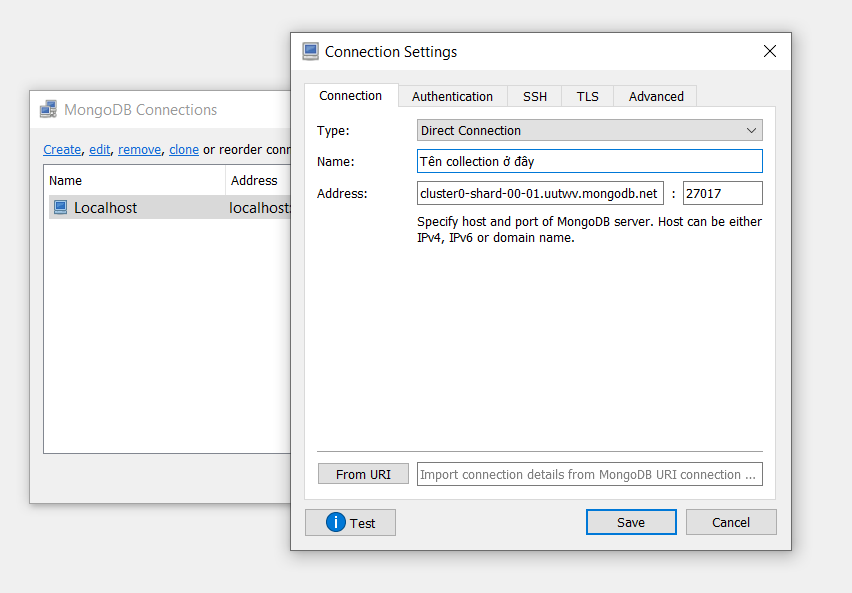 MongoDB Connections
Create, edit, remove, clone or reorder conn
Name Address
Localhost localhost:
Connection Settings
Connection Authentication SSH TLS Advanced
Type: Direct Connection
Name: Tên collection ở đây
Address: cluster0-shard-00-01.uutwv.mongodb.net : 27017
Specify host and port of MongoDB server. Host can be either
IPv4, IPv6 or domain name.
From URI Import connection details from MongoDB URI connection ...
i Test Save Cancel